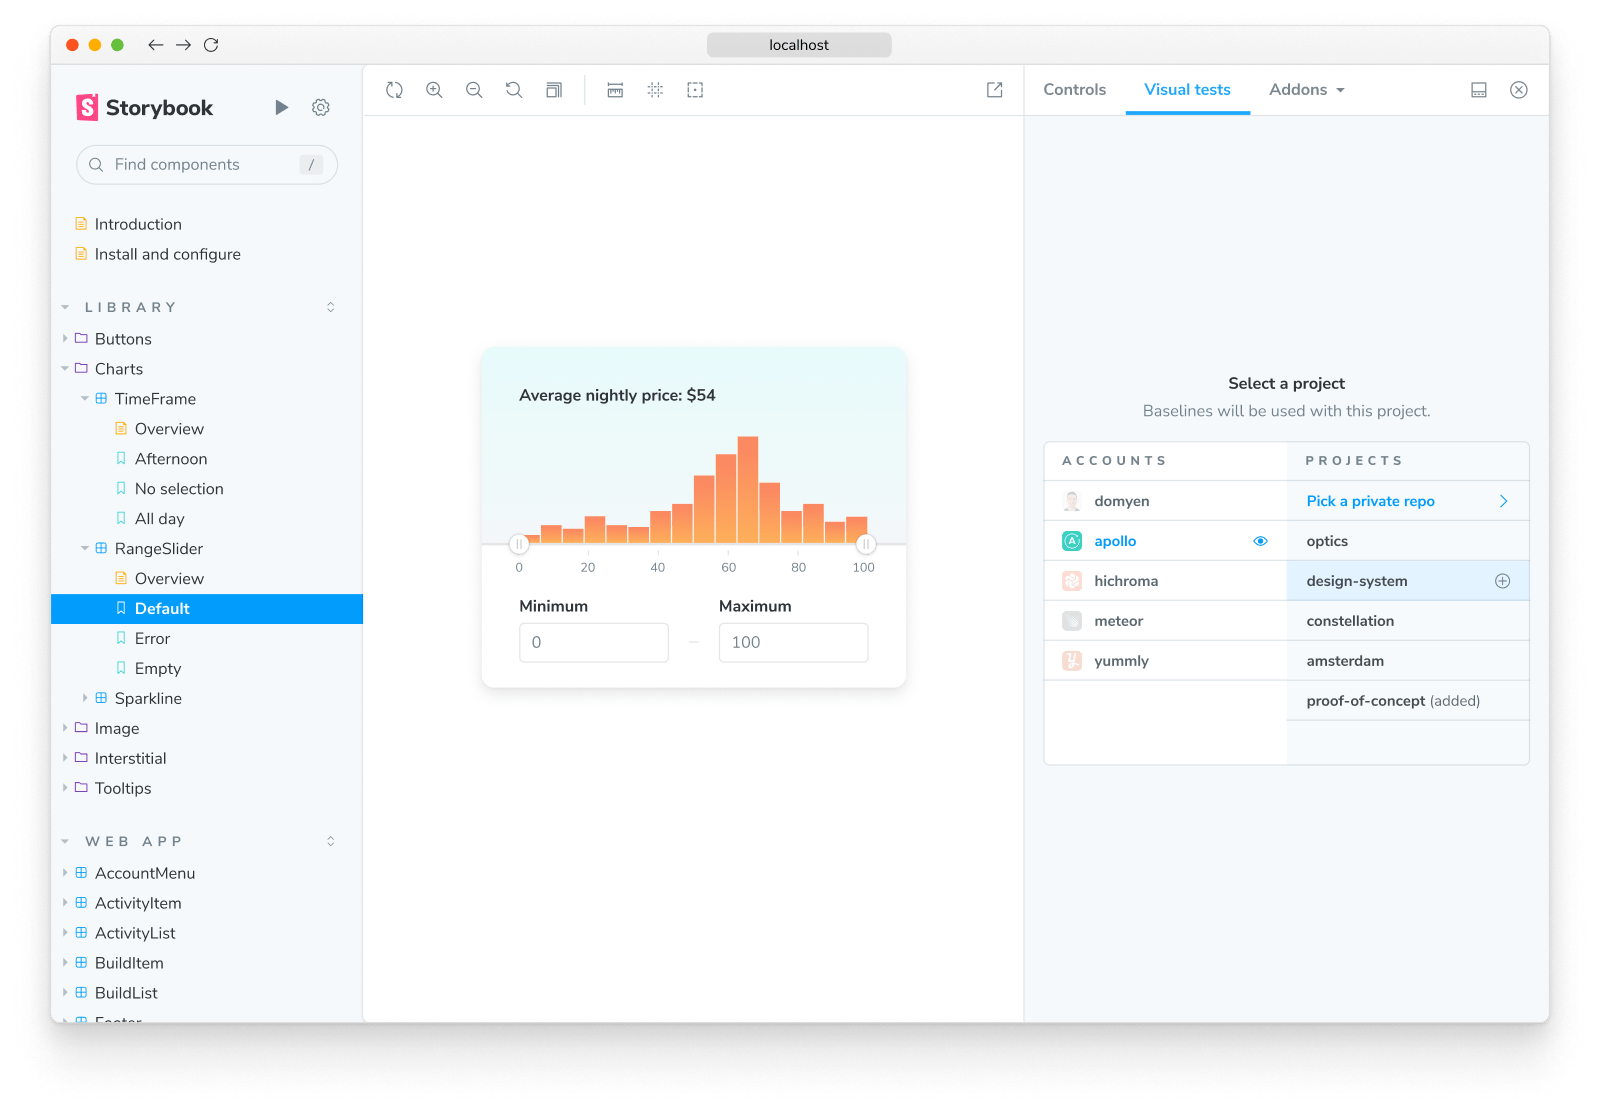 localhost
Storybook
Find components /
Introduction
Install and configure
LIBRARY
Buttons
Charts
TimeFrame
Overview
Afternoon
No selection
All day
RangeSlider
Overview
Default
Error
Empty
Sparkline
Image
Interstitial
Tooltips
WEB APP
AccountMenu
ActivityItem
ActivityList
BuildItem
BuildList
Footer
Average nightly price: $54
0 20 40 60 80 100
Minimum Maximum
0 – 100
Controls Visual tests Addons
Select a project
Baselines will be used with this project.
ACCOUNTS PROJECTS
domyen Pick a private repo
apollo optics
hichroma design-system
meteor constellation
yummly amsterdam
proof-of-concept (added)